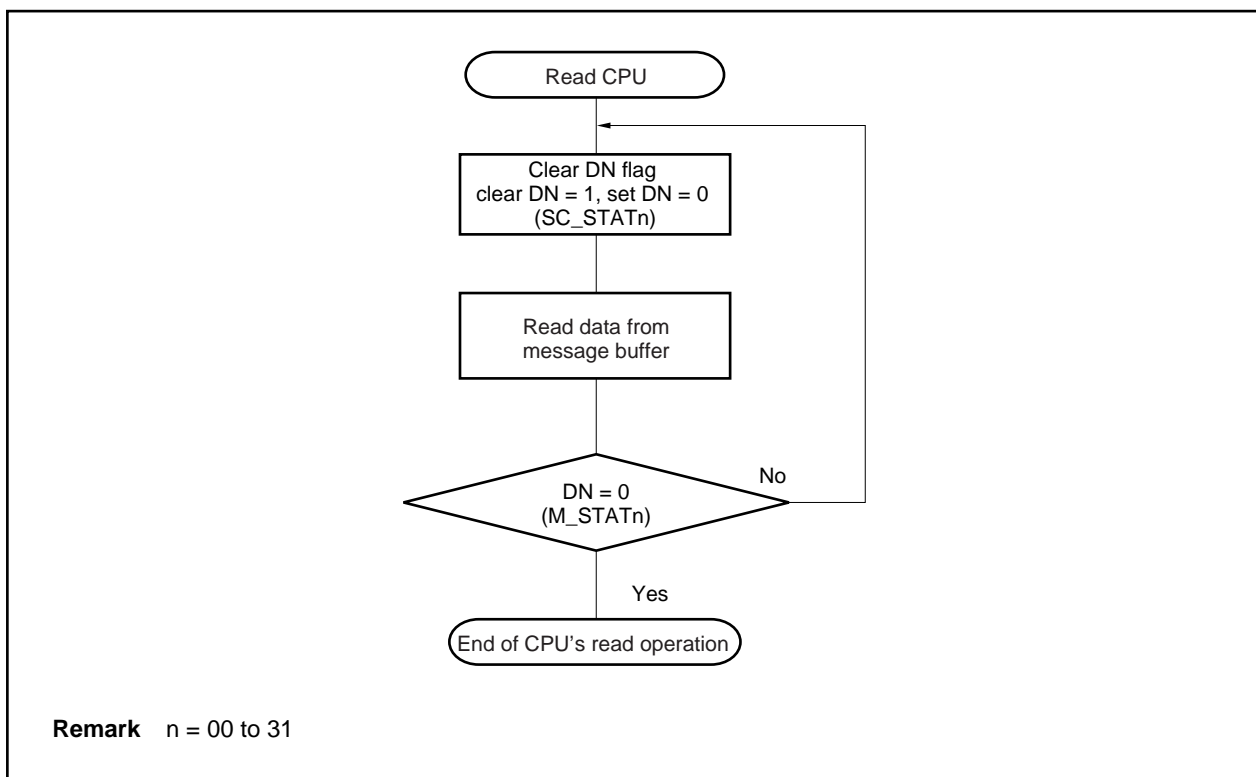 Read CPU
Clear DN flag
clear DN = 1, set DN = 0
(SC_STATn)
Read data from
message buffer
No
DN = 0
(M_STATn)
Yes
End of CPU's read operation
Remark n = 00 to 31